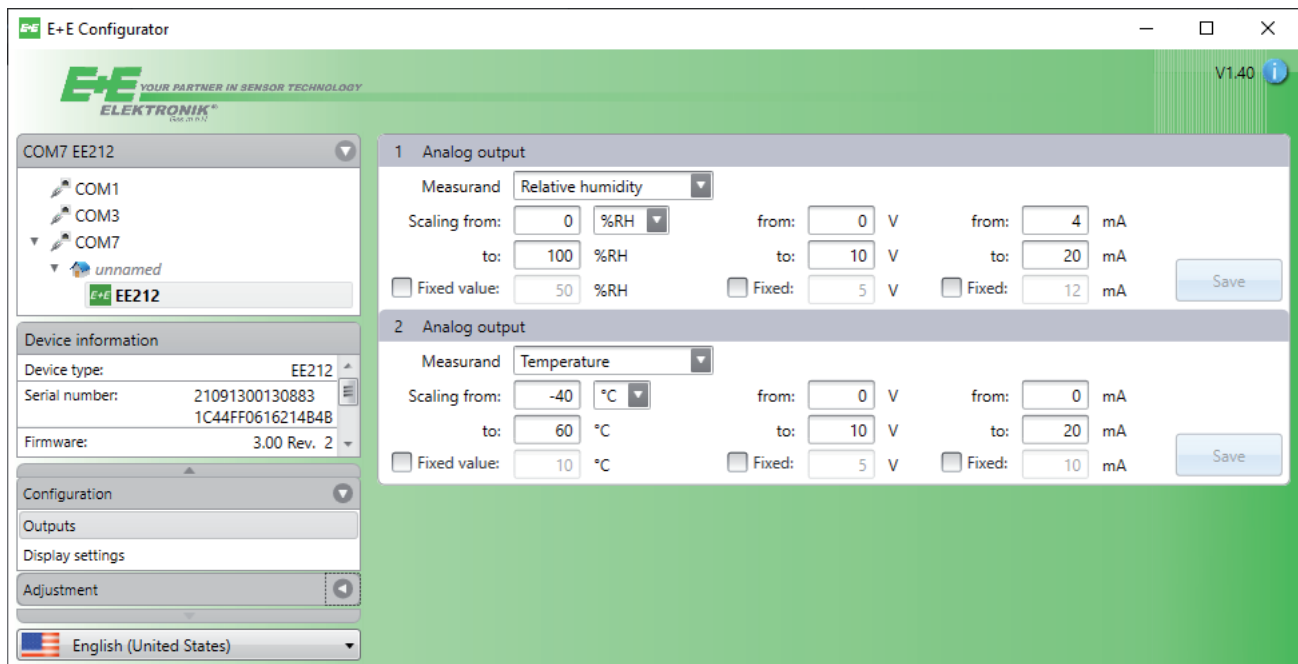 E+E E+E Configurator
V1.40 i
E+E YOUR PARTNER IN SENSOR TECHNOLOGY
ELEKTRONIK®
Ges.m.b.H.
COM7 EE212
COM1
COM3
COM7
unnamed
E+E EE212
Device information
Device type: EE212
Serial number: 21091300130883
1C44FF0616214B4B
Firmware: 3.00 Rev. 2
Configuration
Outputs
Display settings
Adjustment
English (United States)
1 Analog output
Measurand Relative humidity
Scaling from: 0 %RH from: 0 V from: 4 mA
to: 100 %RH to: 10 V to: 20 mA
Fixed value: 50 %RH Fixed: 5 V Fixed: 12 mA
Save
2 Analog output
Measurand Temperature
Scaling from: -40 °C from: 0 V from: 0 mA
to: 60 °C to: 10 V to: 20 mA
Fixed value: 10 °C Fixed: 5 V Fixed: 10 mA
Save